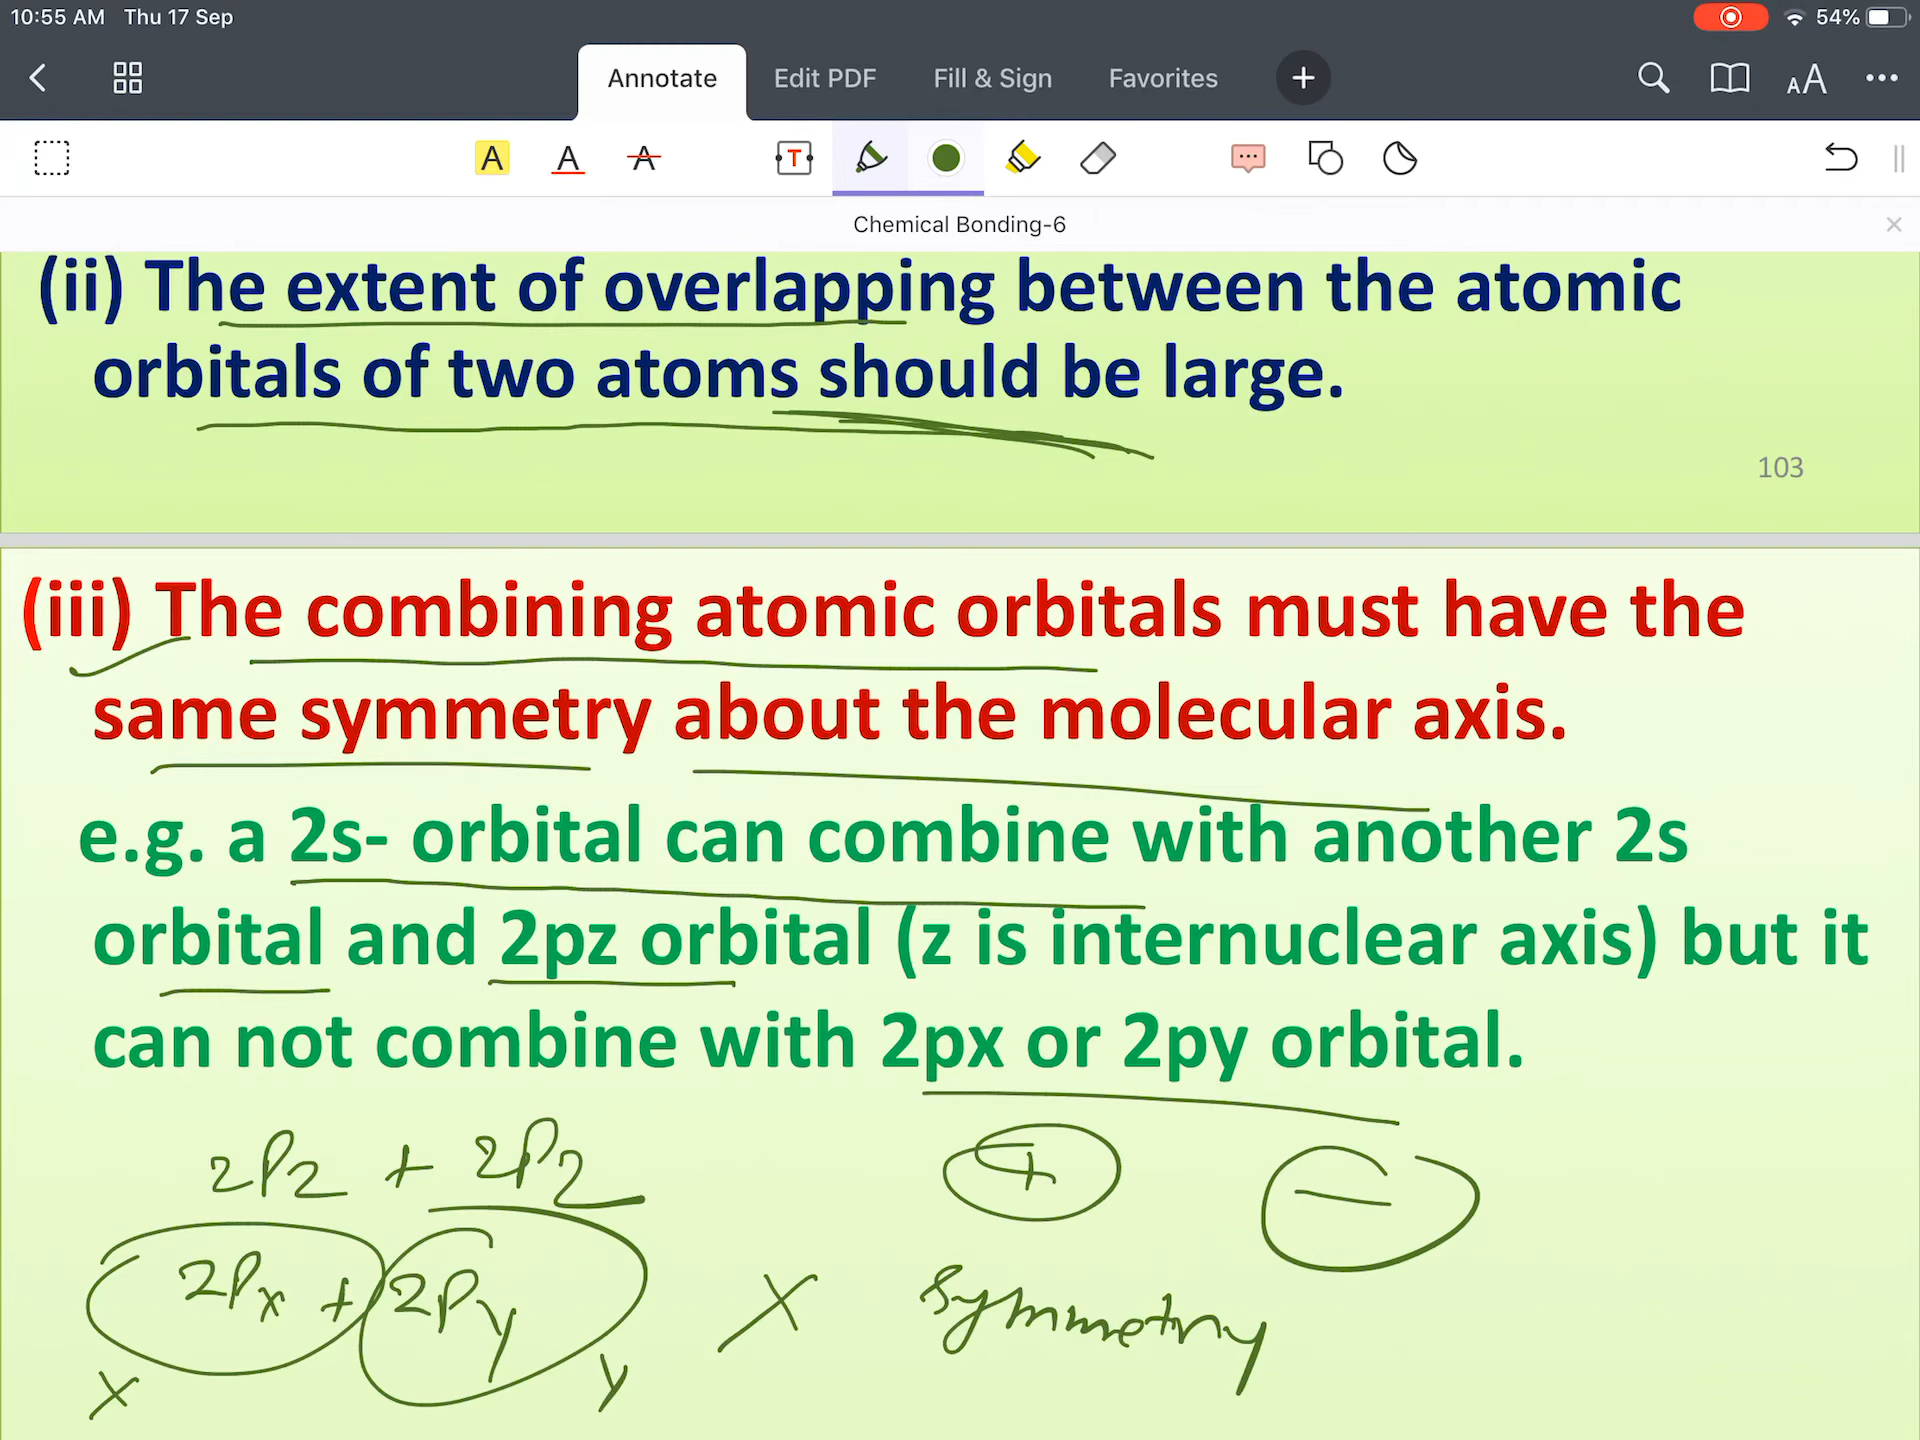 10:55 AM Thu 17 Sep 54%
Annotate Edit PDF Fill & Sign Favorites AA
A A A T
Chemical Bonding-6
(ii) The extent of overlapping between the atomic
orbitals of two atoms should be large.
103
(iii) The combining atomic orbitals must have the
same symmetry about the molecular axis.
e.g. a 2s- orbital can combine with another 2s
orbital and 2pz orbital (z is internuclear axis) but it
can not combine with 2px or 2py orbital.
2Pz + 2Pz + −
2Px + 2Py X Symmetry
X y